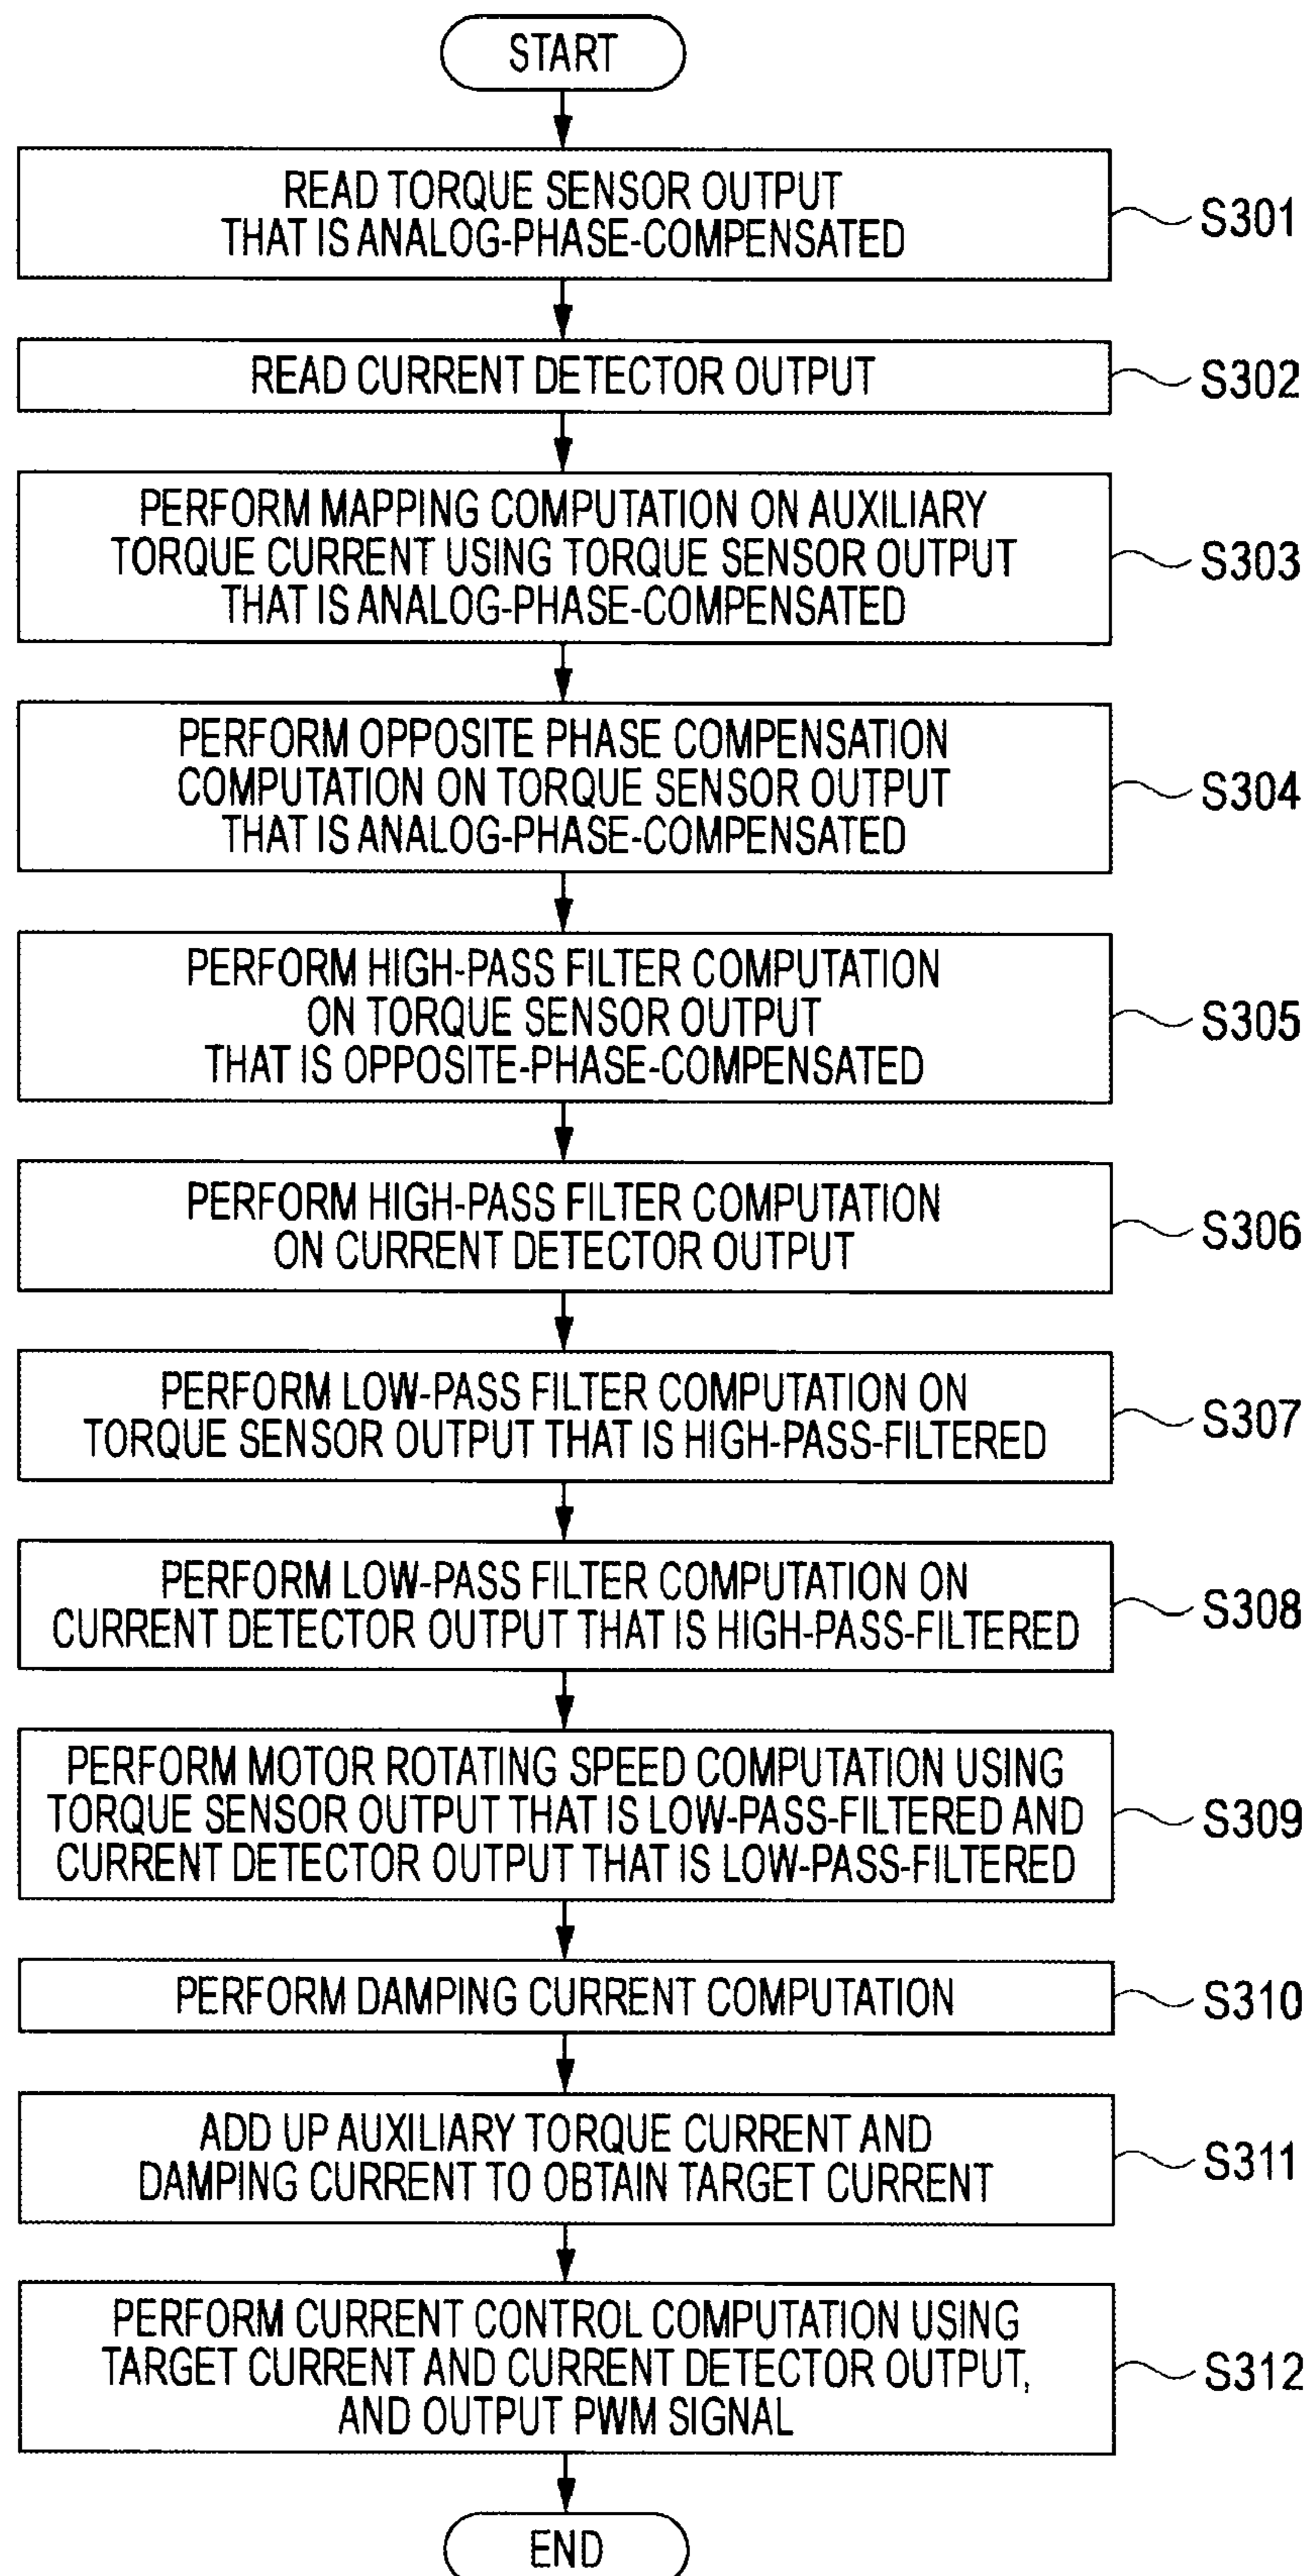 START
READ TORQUE SENSOR OUTPUT
THAT IS ANALOG-PHASE-COMPENSATED
S301
READ CURRENT DETECTOR OUTPUT
S302
PERFORM MAPPING COMPUTATION ON AUXILIARY
TORQUE CURRENT USING TORQUE SENSOR OUTPUT
THAT IS ANALOG-PHASE-COMPENSATED
S303
PERFORM OPPOSITE PHASE COMPENSATION
COMPUTATION ON TORQUE SENSOR OUTPUT
THAT IS ANALOG-PHASE-COMPENSATED
S304
PERFORM HIGH-PASS FILTER COMPUTATION
ON TORQUE SENSOR OUTPUT
THAT IS OPPOSITE-PHASE-COMPENSATED
S305
PERFORM HIGH-PASS FILTER COMPUTATION
ON CURRENT DETECTOR OUTPUT
S306
PERFORM LOW-PASS FILTER COMPUTATION ON
TORQUE SENSOR OUTPUT THAT IS HIGH-PASS-FILTERED
S307
PERFORM LOW-PASS FILTER COMPUTATION ON
CURRENT DETECTOR OUTPUT THAT IS HIGH-PASS-FILTERED
S308
PERFORM MOTOR ROTATING SPEED COMPUTATION USING
TORQUE SENSOR OUTPUT THAT IS LOW-PASS-FILTERED AND
CURRENT DETECTOR OUTPUT THAT IS LOW-PASS-FILTERED
S309
PERFORM DAMPING CURRENT COMPUTATION
S310
ADD UP AUXILIARY TORQUE CURRENT AND
DAMPING CURRENT TO OBTAIN TARGET CURRENT
S311
PERFORM CURRENT CONTROL COMPUTATION USING
TARGET CURRENT AND CURRENT DETECTOR OUTPUT,
AND OUTPUT PWM SIGNAL
S312
END